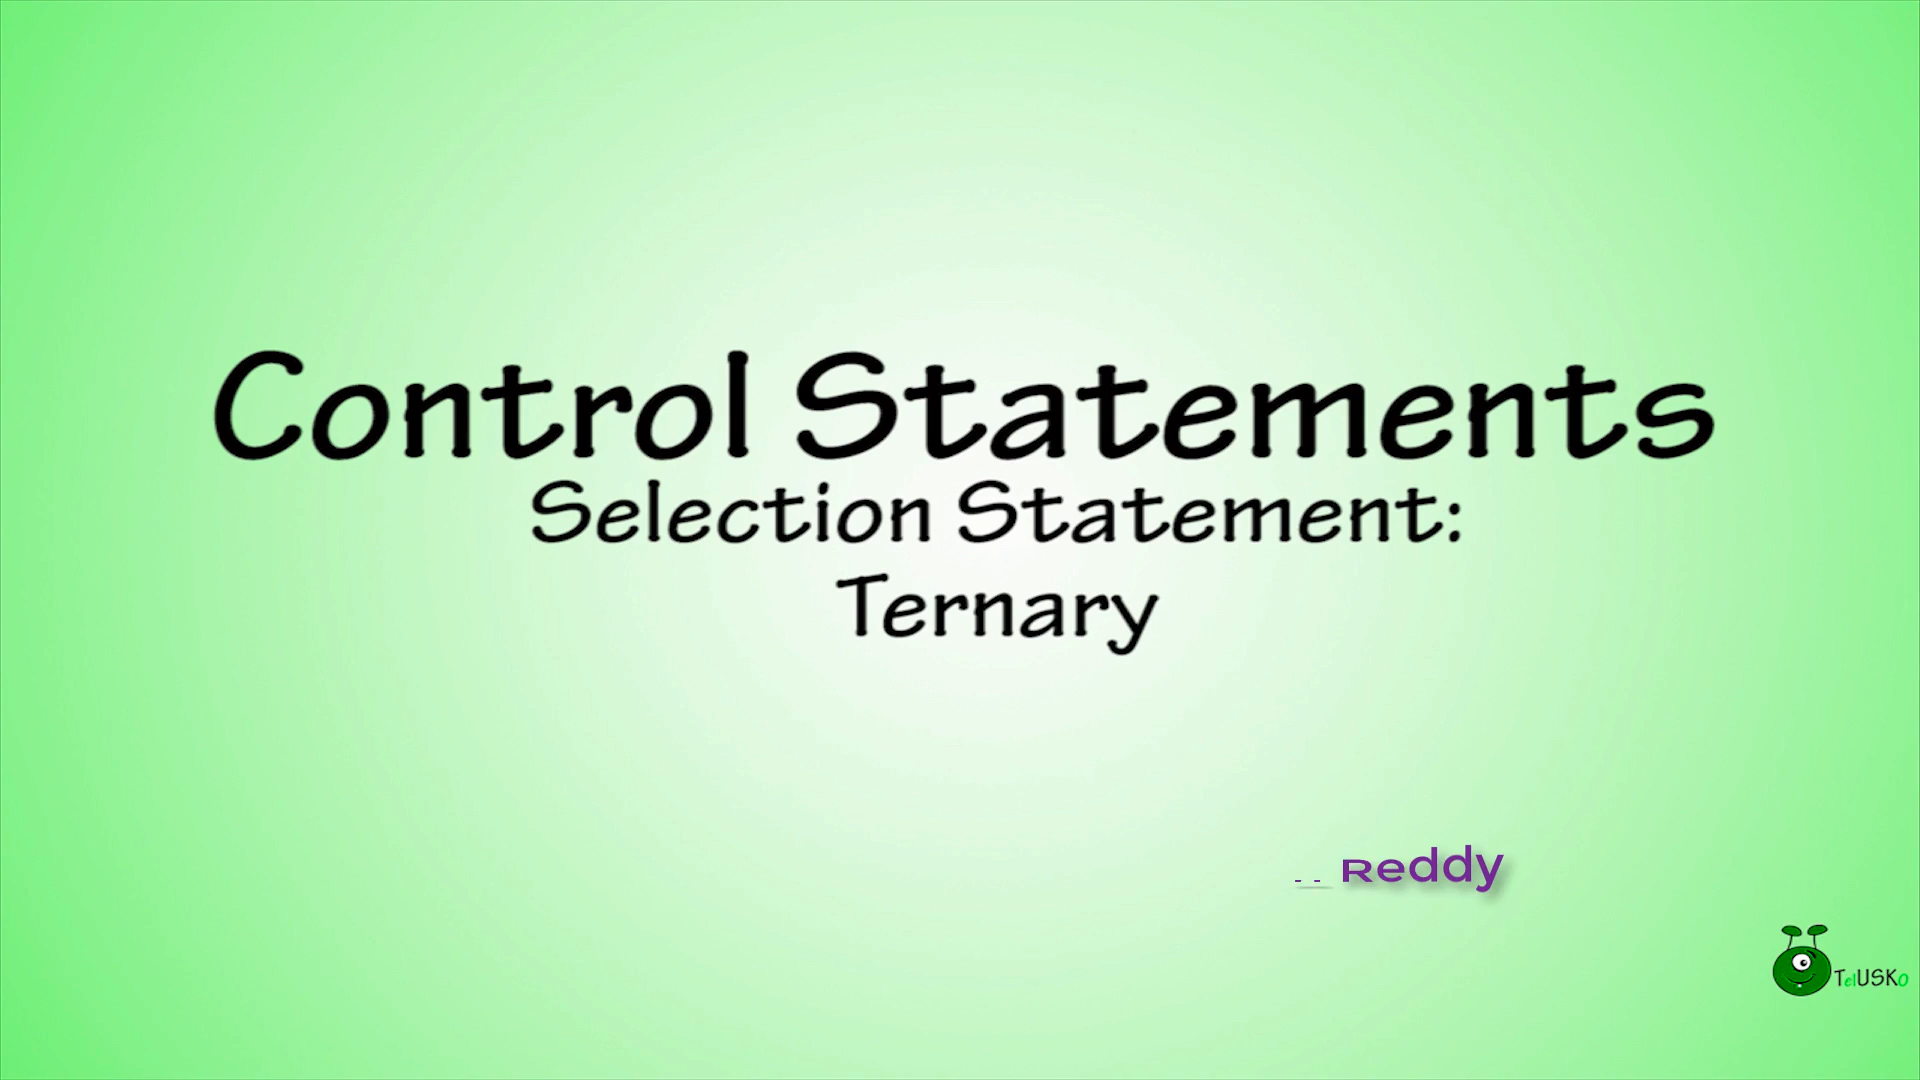 Control Statements
Selection Statement:
Ternary
-- Reddy
TelUSKo